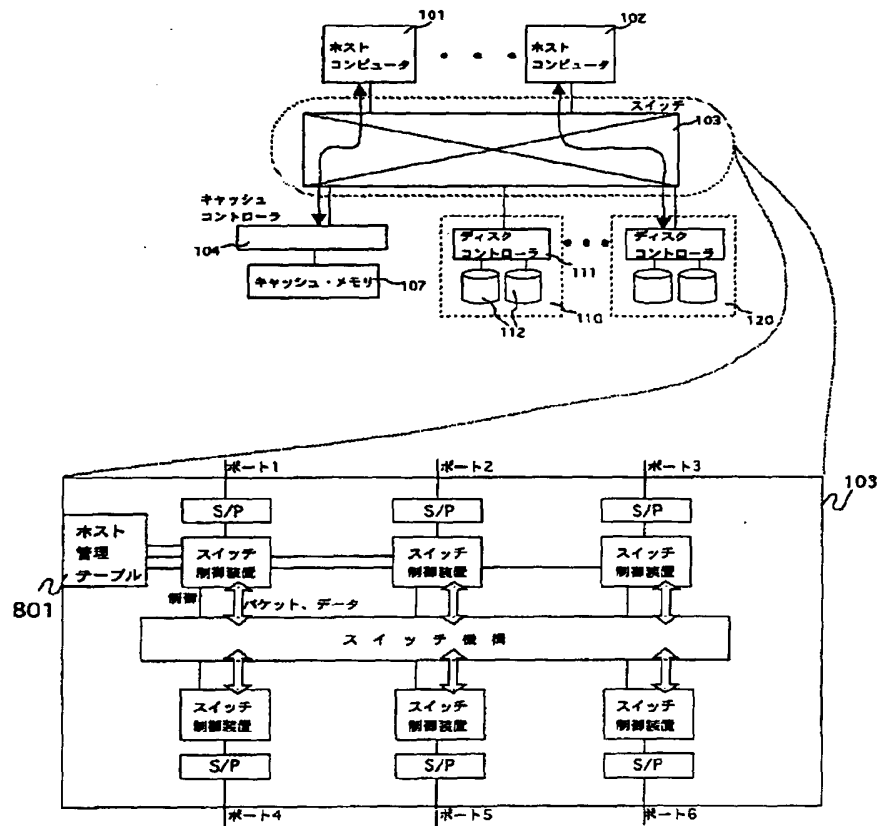 101
ホスト
コンピュータ
102
ホスト
コンピュータ
スイッチ
103
キャッシュ
コントローラ
104
キャッシュ・メモリ
107
ディスク
コントローラ
111
112
110
ディスク
コントローラ
120
103
ポート1
ポート2
ポート3
S/P
S/P
S/P
ホスト
管理
テーブル
801
スイッチ
制御装置
スイッチ
制御装置
スイッチ
制御装置
制御
パケット、データ
スイッチ機構
スイッチ
制御装置
スイッチ
制御装置
スイッチ
制御装置
S/P
S/P
S/P
ポート4
ポート5
ポート6